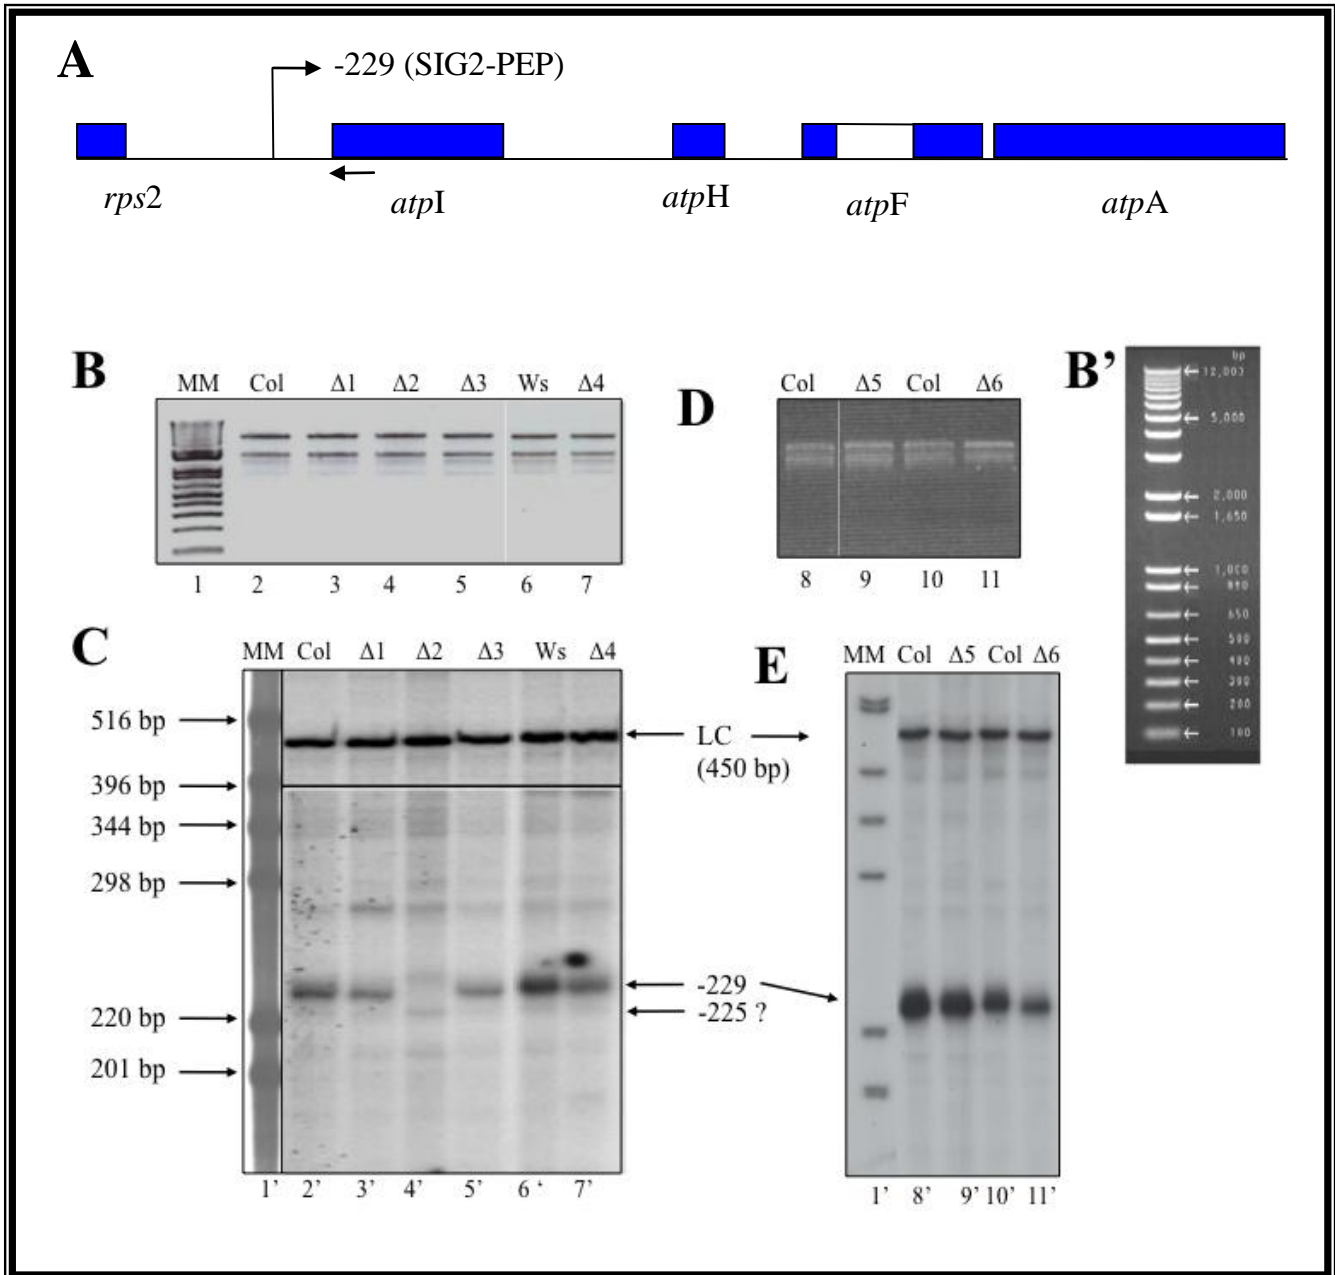 A
-229 (SIG2-PEP)
rps2
atpI
atpH
atpF
atpA
B
MM Col Δ1 Δ2 Δ3 Ws Δ4
1 2 3 4 5 6 7
D
Col Δ5 Col Δ6
8 9 10 11
B’
bp
12,000
5,000
2,000
1,650
1,000
850
650
500
400
300
200
100
C
MM Col Δ1 Δ2 Δ3 Ws Δ4
516 bp
396 bp
344 bp
298 bp
220 bp
201 bp
1’ 2’ 3’ 4’ 5’ 6‘ 7’
LC
(450 bp)
-229
-225 ?
E
MM Col Δ5 Col Δ6
1’ 8’ 9’ 10’ 11’